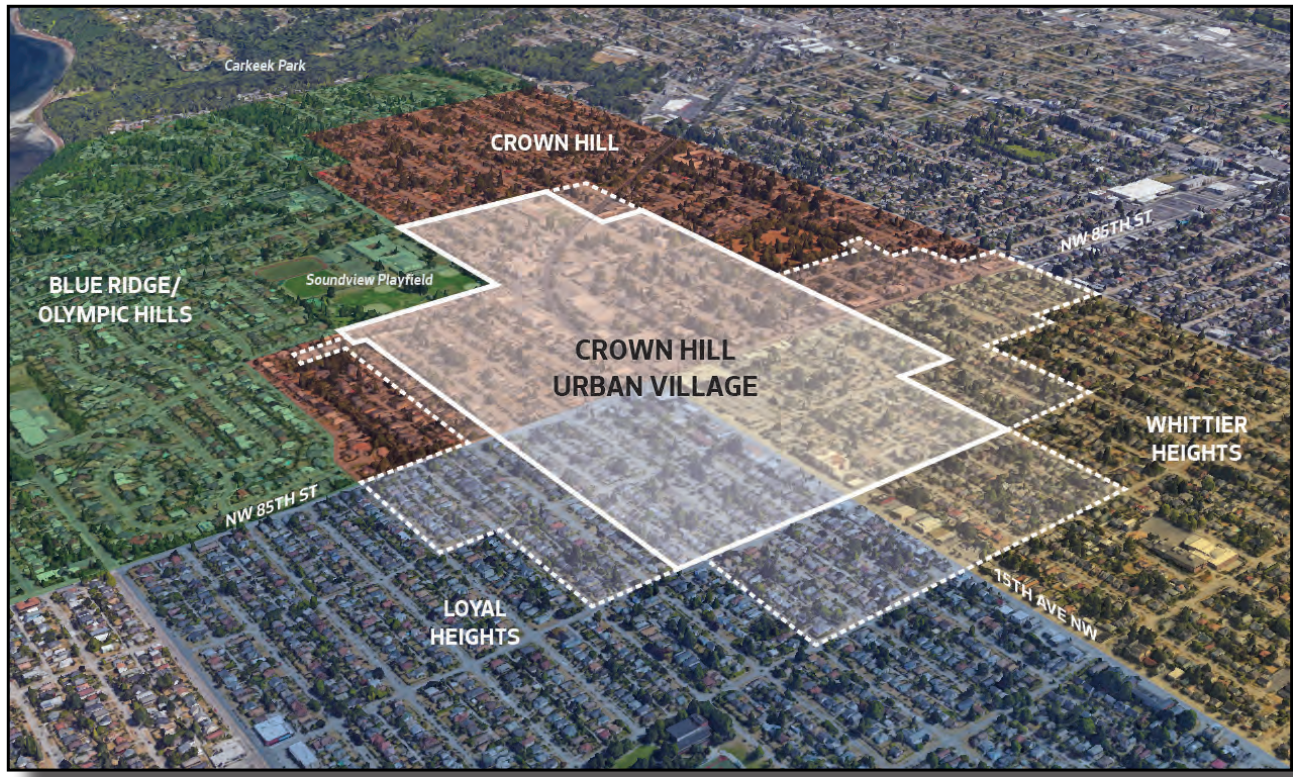 Carkeek Park
CROWN HILL
NW 85TH ST
BLUE RIDGE/
OLYMPIC HILLS
Soundview Playfield
CROWN HILL
URBAN VILLAGE
WHITTIER
HEIGHTS
NW 85TH ST
LOYAL
HEIGHTS
15TH AVE NW